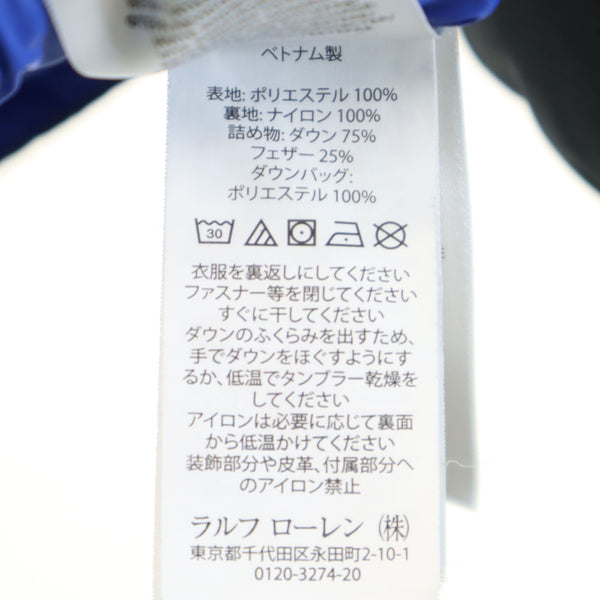 ベトナム製
表地: ポリエステル 100%
裏地: ナイロン 100%
詰め物: ダウン 75%
フェザー 25%
ダウンバッグ:
ポリエステル 100%
30
衣服を裏返しにしてください
ファスナー等を閉じてください
すぐに干してください
ダウンのふくらみを出すため、
手でダウンをほぐすようにす
るか、低温でタンブラー乾燥を
してください
アイロンは必要に応じて裏面
から低温かけてください
装飾部分や皮革、付属部分へ
のアイロン禁止
ラルフ ローレン (株)
東京都千代田区永田町2-10-1
0120-3274-20